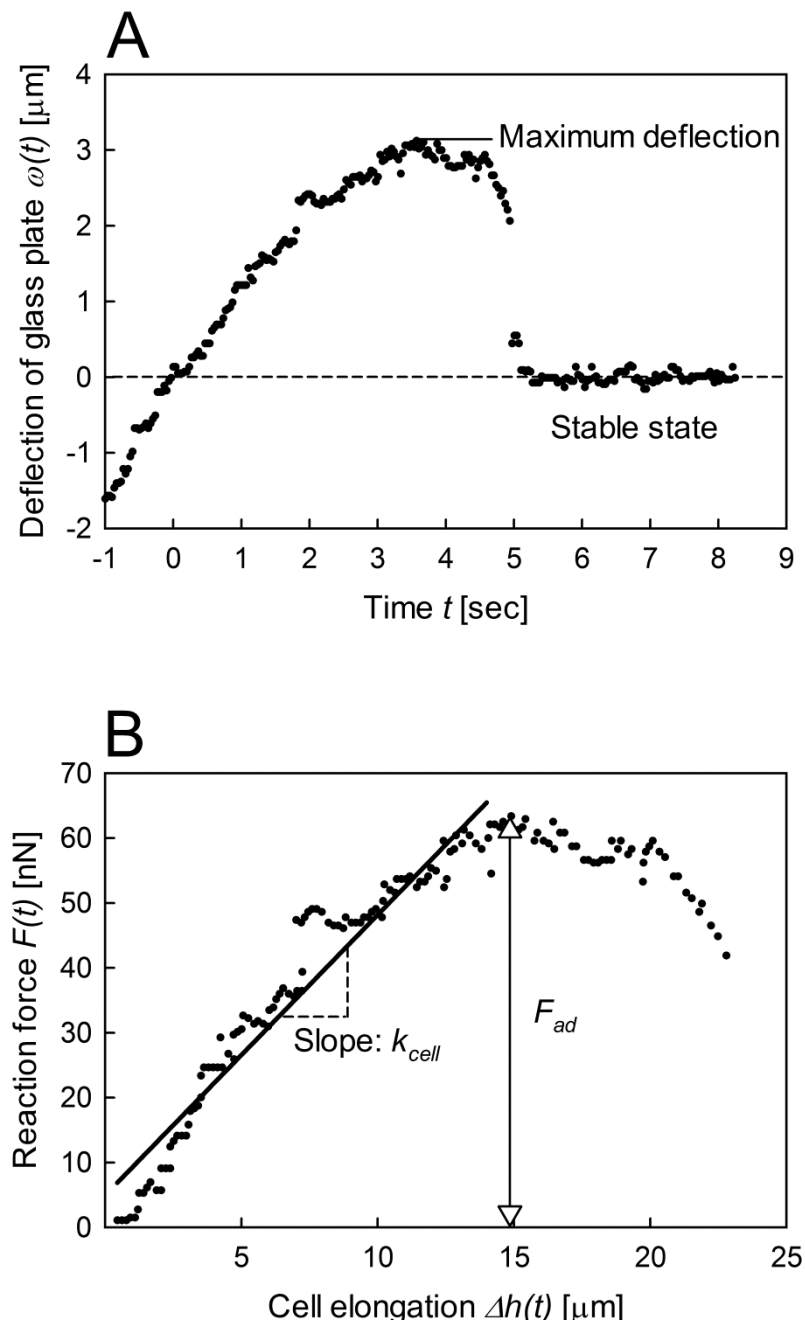 A
4
3
2
1
0
-1
-2
Deflection of glass plate ω(t) [μm]
Maximum deflection
Stable state
-1 0 1 2 3 4 5 6 7 8 9
Time t [sec]
B
70
60
50
40
30
20
10
0
Reaction force F(t) [nN]
Slope: k_cell
F_ad
5 10 15 20 25
Cell elongation Δh(t) [μm]